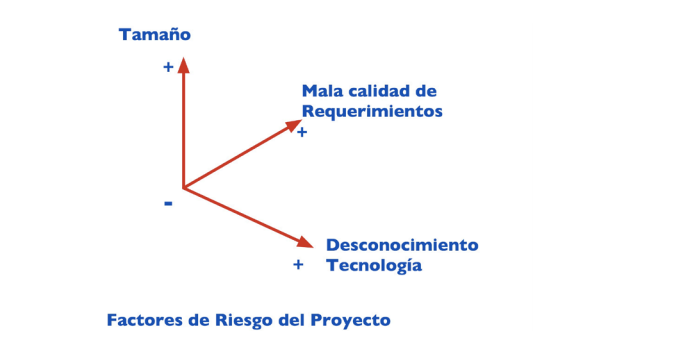 Tamaño
+
Mala calidad de
Requerimientos
+
-
Desconocimiento
+ Tecnología
Factores de Riesgo del Proyecto